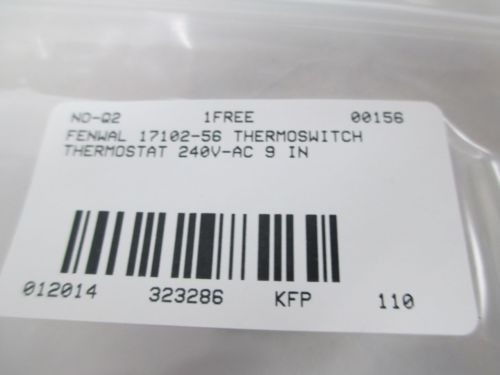 NO-Q2 1FREE 00156
FENWAL 17102-56 THERMOSWITCH
THERMOSTAT 240V-AC 9 IN
012014 323286 KFP 110